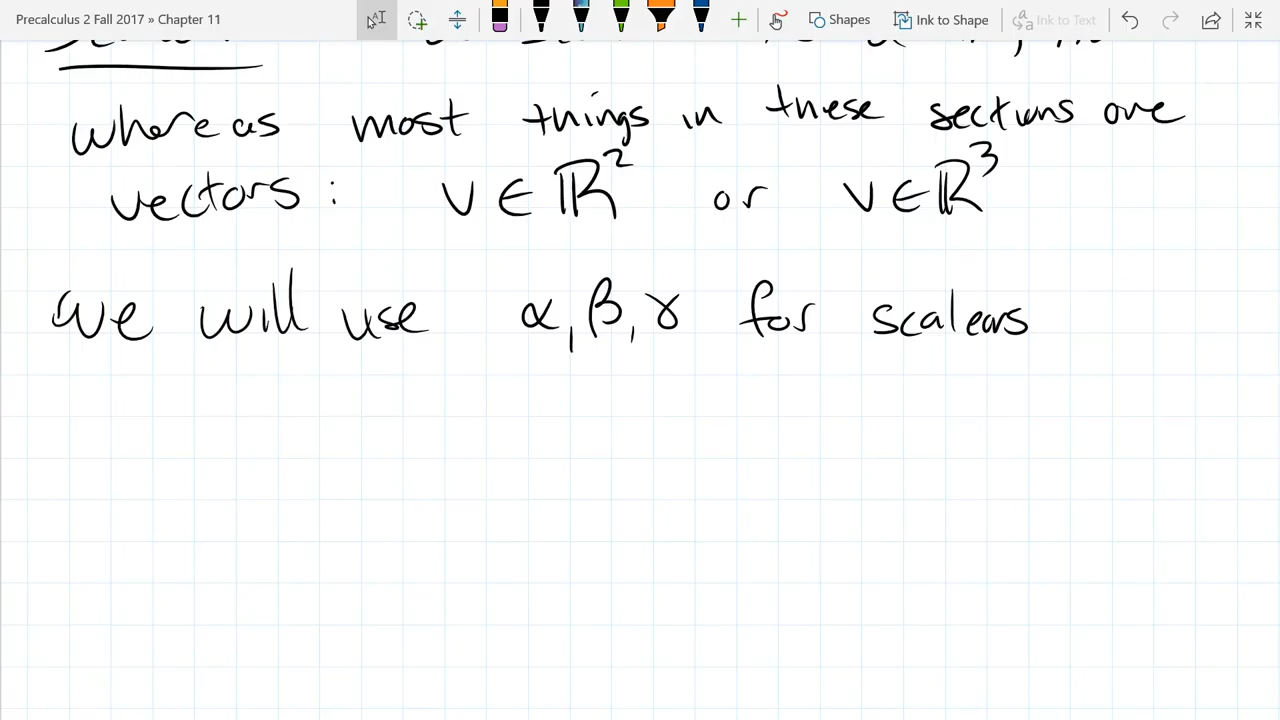 Precalculus 2 Fall 2017 » Chapter 11
Shapes
Ink to Shape
Ink to Text
whereas most things in these sections are
vectors: v ∈ ℝ² or v ∈ ℝ³
we will use α, β, γ for scalears